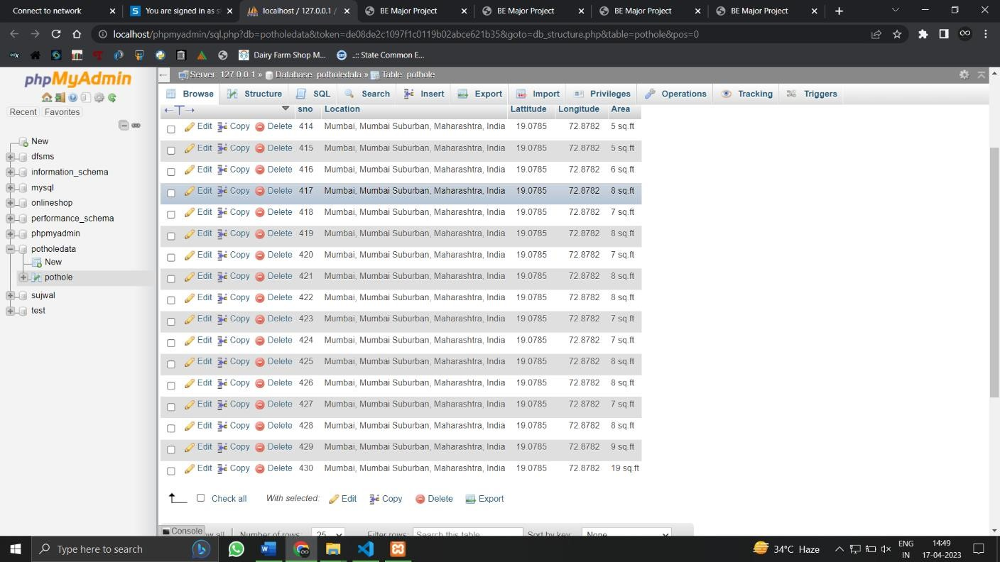 Connect to network
S You are signed in as s
localhost / 127.0.0.1 /
BE Major Project
BE Major Project
BE Major Project
BE Major Project
localhost/phpmyadmin/sql.php?db=potholedata&token=de08de2c1097f1c0119b02abce621b35&goto=db_structure.php&table=pothole&pos=0
Dairy Farm Shop M...
..:: State Common E...
phpMyAdmin
Recent Favorites
New
dfsms
information_schema
mysql
onlineshop
performance_schema
phpmyadmin
potholedata
New
pothole
sujwal
test
Server: 127.0.0.1 » Database: potholedata » Table: pothole
Browse Structure SQL Search Insert Export Import Privileges Operations Tracking Triggers
sno Location Lattitude Longitude Area
Edit Copy Delete 414 Mumbai, Mumbai Suburban, Maharashtra, India 19.0785 72.8782 5 sq.ft
Edit Copy Delete 415 Mumbai, Mumbai Suburban, Maharashtra, India 19.0785 72.8782 5 sq.ft
Edit Copy Delete 416 Mumbai, Mumbai Suburban, Maharashtra, India 19.0785 72.8782 6 sq.ft
Edit Copy Delete 417 Mumbai, Mumbai Suburban, Maharashtra, India 19.0785 72.8782 8 sq.ft
Edit Copy Delete 418 Mumbai, Mumbai Suburban, Maharashtra, India 19.0785 72.8782 7 sq.ft
Edit Copy Delete 419 Mumbai, Mumbai Suburban, Maharashtra, India 19.0785 72.8782 8 sq.ft
Edit Copy Delete 420 Mumbai, Mumbai Suburban, Maharashtra, India 19.0785 72.8782 7 sq.ft
Edit Copy Delete 421 Mumbai, Mumbai Suburban, Maharashtra, India 19.0785 72.8782 8 sq.ft
Edit Copy Delete 422 Mumbai, Mumbai Suburban, Maharashtra, India 19.0785 72.8782 8 sq.ft
Edit Copy Delete 423 Mumbai, Mumbai Suburban, Maharashtra, India 19.0785 72.8782 7 sq.ft
Edit Copy Delete 424 Mumbai, Mumbai Suburban, Maharashtra, India 19.0785 72.8782 7 sq.ft
Edit Copy Delete 425 Mumbai, Mumbai Suburban, Maharashtra, India 19.0785 72.8782 8 sq.ft
Edit Copy Delete 426 Mumbai, Mumbai Suburban, Maharashtra, India 19.0785 72.8782 8 sq.ft
Edit Copy Delete 427 Mumbai, Mumbai Suburban, Maharashtra, India 19.0785 72.8782 7 sq.ft
Edit Copy Delete 428 Mumbai, Mumbai Suburban, Maharashtra, India 19.0785 72.8782 8 sq.ft
Edit Copy Delete 429 Mumbai, Mumbai Suburban, Maharashtra, India 19.0785 72.8782 9 sq.ft
Edit Copy Delete 430 Mumbai, Mumbai Suburban, Maharashtra, India 19.0785 72.8782 19 sq.ft
Check all With selected: Edit Copy Delete Export
Console ow all Number of rows: 25 Filter rows: Search this table Sort by key: None
Type here to search
34°C Haze
ENG
IN
14:49
17-04-2023